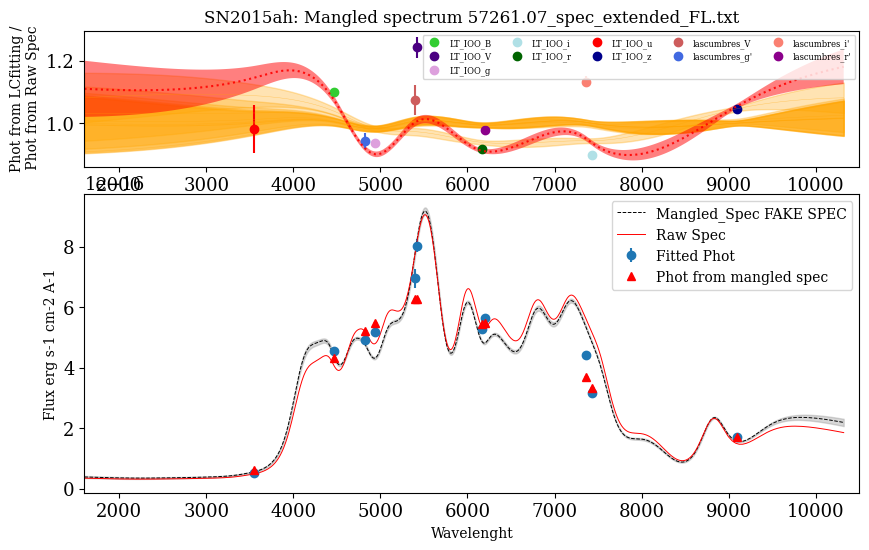 SN2015ah: Mangled spectrum 57261.07_spec_extended_FL.txt
Phot from LCfitting /
Phot from Raw Spec
1.2
1.0
LT_IOO_B
LT_IOO_V
LT_IOO_g
LT_IOO_i
LT_IOO_r
LT_IOO_u
LT_IOO_z
lascumbres_V
lascumbres_g'
lascumbres_i'
lascumbres_r'
2000 3000 4000 5000 6000 7000 8000 9000 10000
1e−16
Flux erg s-1 cm-2 A-1
8
6
4
2
0
Mangled_Spec FAKE SPEC
Raw Spec
Fitted Phot
Phot from mangled spec
2000 3000 4000 5000 6000 7000 8000 9000 10000
Wavelenght